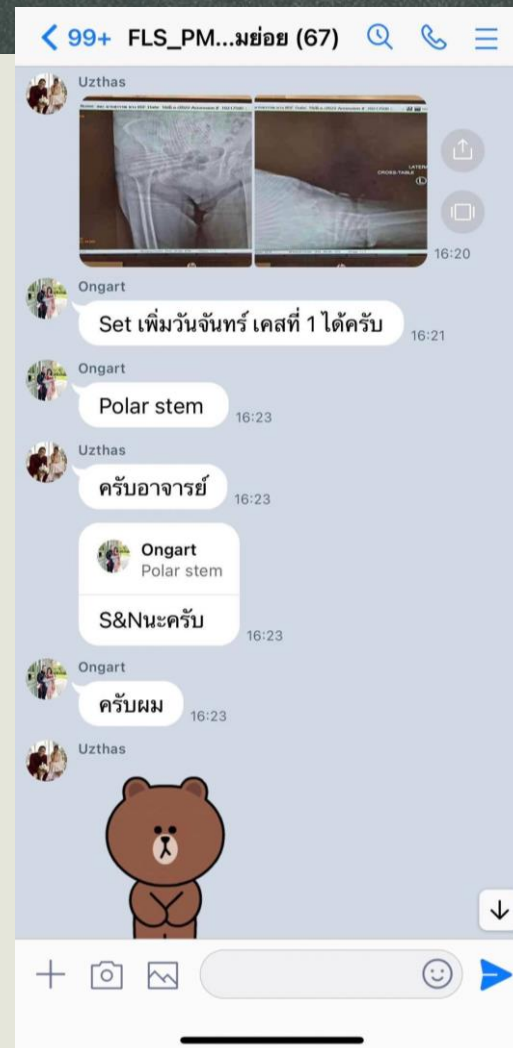 99+ FLS_PM...มย่อย (67)
Uzthas
CROSS-TABLE
16:20
Ongart
Set เพิ่มวันจันทร์ เคสที่ 1 ได้ครับ
16:21
Ongart
Polar stem
16:23
Uzthas
ครับอาจารย์
16:23
Ongart
Polar stem
S&Nนะครับ
16:23
Ongart
ครับผม
16:23
Uzthas